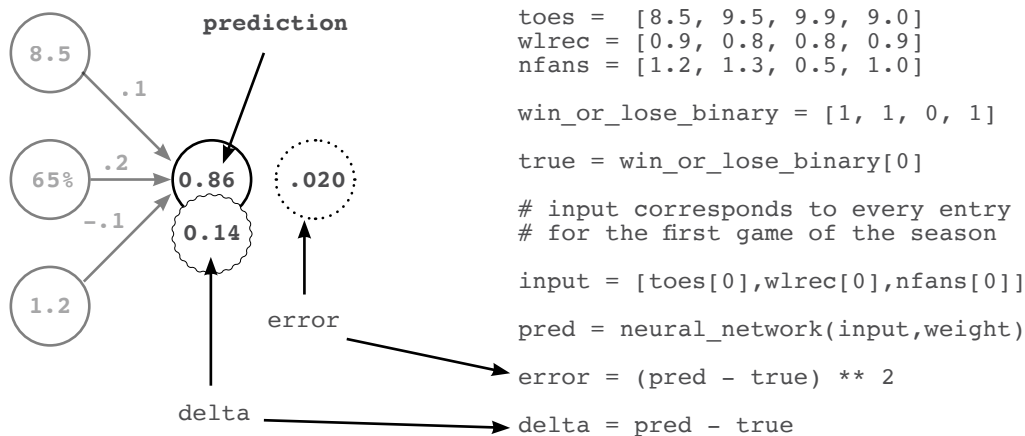 prediction
8.5
.1
65%
.2
0.86
.020
-.1
0.14
1.2
error
delta
toes =  [8.5, 9.5, 9.9, 9.0]
wlrec = [0.9, 0.8, 0.8, 0.9]
nfans = [1.2, 1.3, 0.5, 1.0]
win_or_lose_binary = [1, 1, 0, 1]
true = win_or_lose_binary[0]
# input corresponds to every entry
# for the first game of the season
input = [toes[0],wlrec[0],nfans[0]]
pred = neural_network(input,weight)
error = (pred - true) ** 2
delta = pred - true